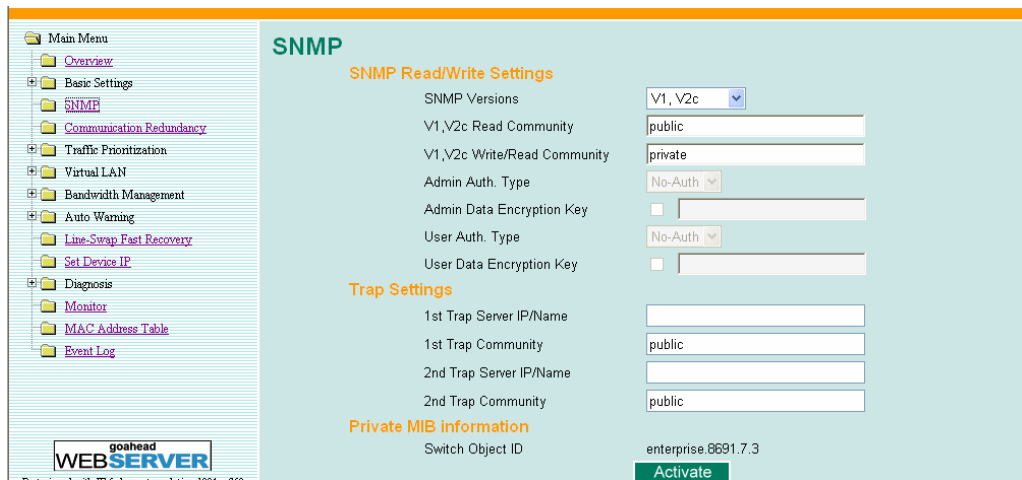 Main Menu
Overview
Basic Settings
SNMP
Communication Redundancy
Traffic Prioritization
Virtual LAN
Bandwidth Management
Auto Warning
Line-Swap Fast Recovery
Set Device IP
Diagnosis
Monitor
MAC Address Table
Event Log
goahead
WEBSERVER
SNMP
SNMP Read/Write Settings
SNMP Versions V1, V2c
V1,V2c Read Community public
V1,V2c Write/Read Community private
Admin Auth. Type No-Auth
Admin Data Encryption Key
User Auth. Type No-Auth
User Data Encryption Key
Trap Settings
1st Trap Server IP/Name
1st Trap Community public
2nd Trap Server IP/Name
2nd Trap Community public
Private MIB information
Switch Object ID enterprise.8691.7.3
Activate